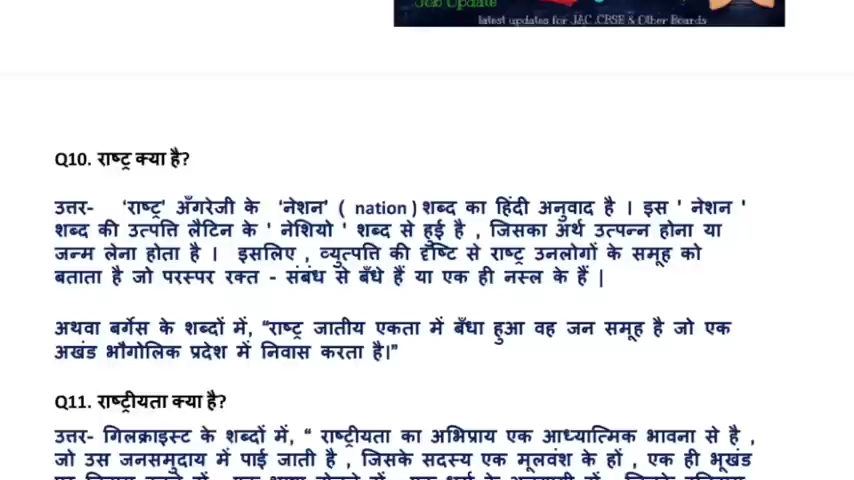 Job Update
latest updates for JAC ,CBSE & Other Boards
Q10. राष्ट्र क्या है?
उत्तर- 'राष्ट्र' अँगरेजी के 'नेशन' ( nation ) शब्द का हिंदी अनुवाद है । इस ' नेशन '
शब्द की उत्पति लैटिन के ' नेशियो ' शब्द से हुई है , जिसका अर्थ उत्पन्न होना या
जन्म लेना होता है । इसलिए , व्युत्पत्ति की दृष्टि से राष्ट्र उनलोगों के समूह को
बताता है जो परस्पर रक्त - संबंध से बँधे हैं या एक ही नस्ल के हैं |
अथवा बर्गेस के शब्दों में, “राष्ट्र जातीय एकता में बँधा हुआ वह जन समूह है जो एक
अखंड भौगोलिक प्रदेश में निवास करता है।”
Q11. राष्ट्रीयता क्या है?
उत्तर- गिलक्राइस्ट के शब्दों में, “ राष्ट्रीयता का अभिप्राय एक आध्यात्मिक भावना से है ,
जो उस जनसमुदाय में पाई जाती है , जिसके सदस्य एक मूलवंश के हों , एक ही भूखंड